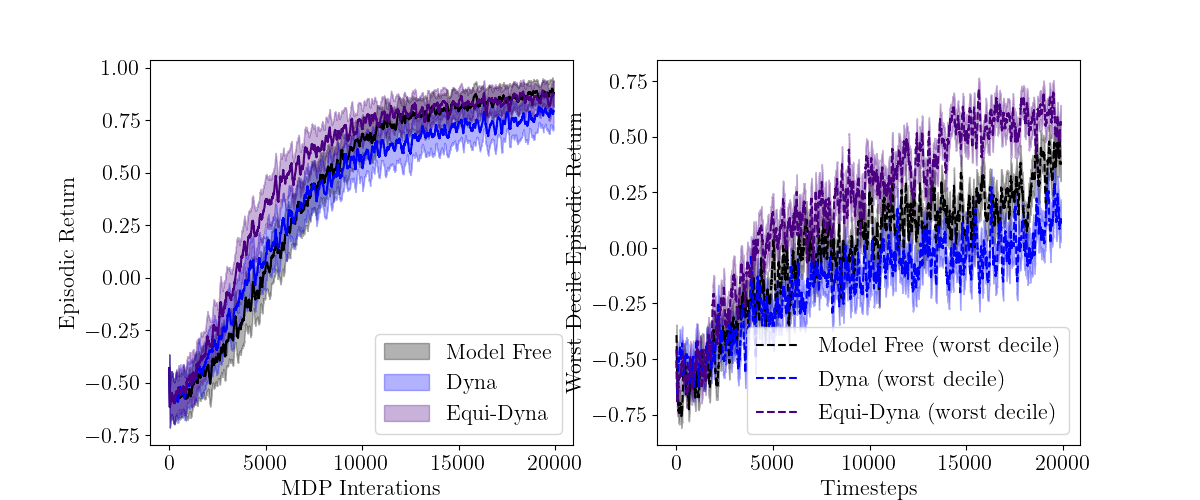 1.00
0.75
0.50
0.25
0.00
−0.25
−0.50
−0.75
Episodic Return
0
5000
10000
15000
20000
MDP Interations
Model Free
Dyna
Equi-Dyna
0.75
0.50
0.25
0.00
−0.25
−0.50
−0.75
Worst Decile Episodic Return
0
5000
10000
15000
20000
Timesteps
Model Free (worst decile)
Dyna (worst decile)
Equi-Dyna (worst decile)